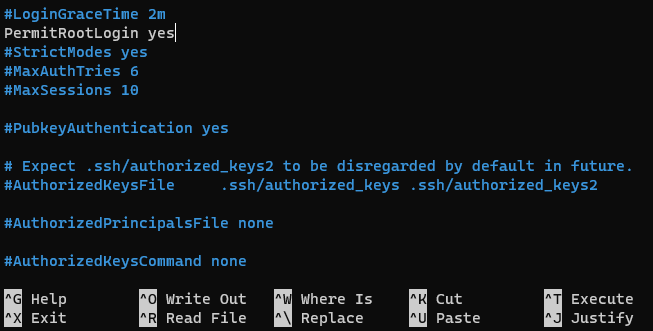 #LoginGraceTime 2m
PermitRootLogin yes
#StrictModes yes
#MaxAuthTries 6
#MaxSessions 10
#PubkeyAuthentication yes
# Expect .ssh/authorized_keys2 to be disregarded by default in future.
#AuthorizedKeysFile     .ssh/authorized_keys .ssh/authorized_keys2
#AuthorizedPrincipalsFile none
#AuthorizedKeysCommand none
^G Help ^O Write Out ^W Where Is ^K Cut ^T Execute
^X Exit ^R Read File ^\ Replace ^U Paste ^J Justify